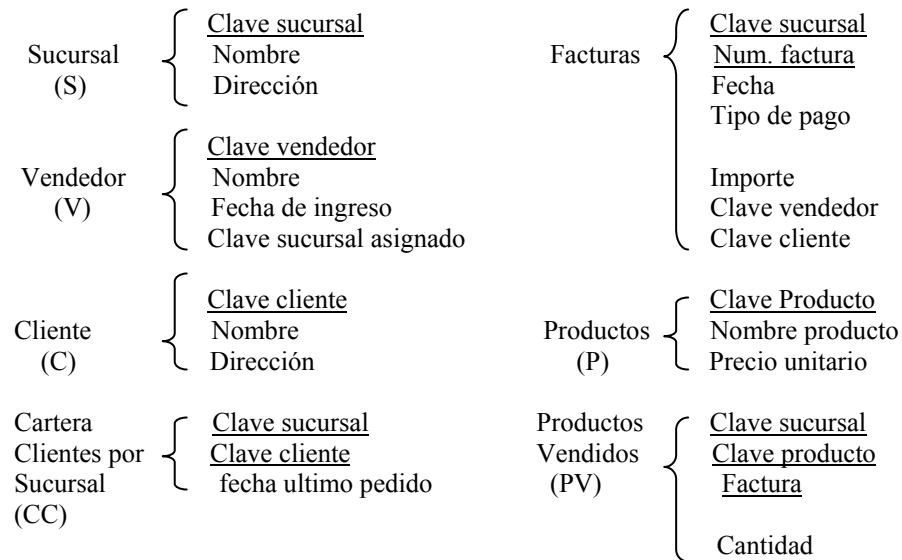 Sucursal
(S)
Clave sucursal
Nombre
Dirección
Vendedor
(V)
Clave vendedor
Nombre
Fecha de ingreso
Clave sucursal asignado
Cliente
(C)
Clave cliente
Nombre
Dirección
Cartera
Clientes por
Sucursal
(CC)
Clave sucursal
Clave cliente
fecha ultimo pedido
Facturas
Clave sucursal
Num. factura
Fecha
Tipo de pago
Importe
Clave vendedor
Clave cliente
Productos
(P)
Clave Producto
Nombre producto
Precio unitario
Productos
Vendidos
(PV)
Clave sucursal
Clave producto
Factura
Cantidad